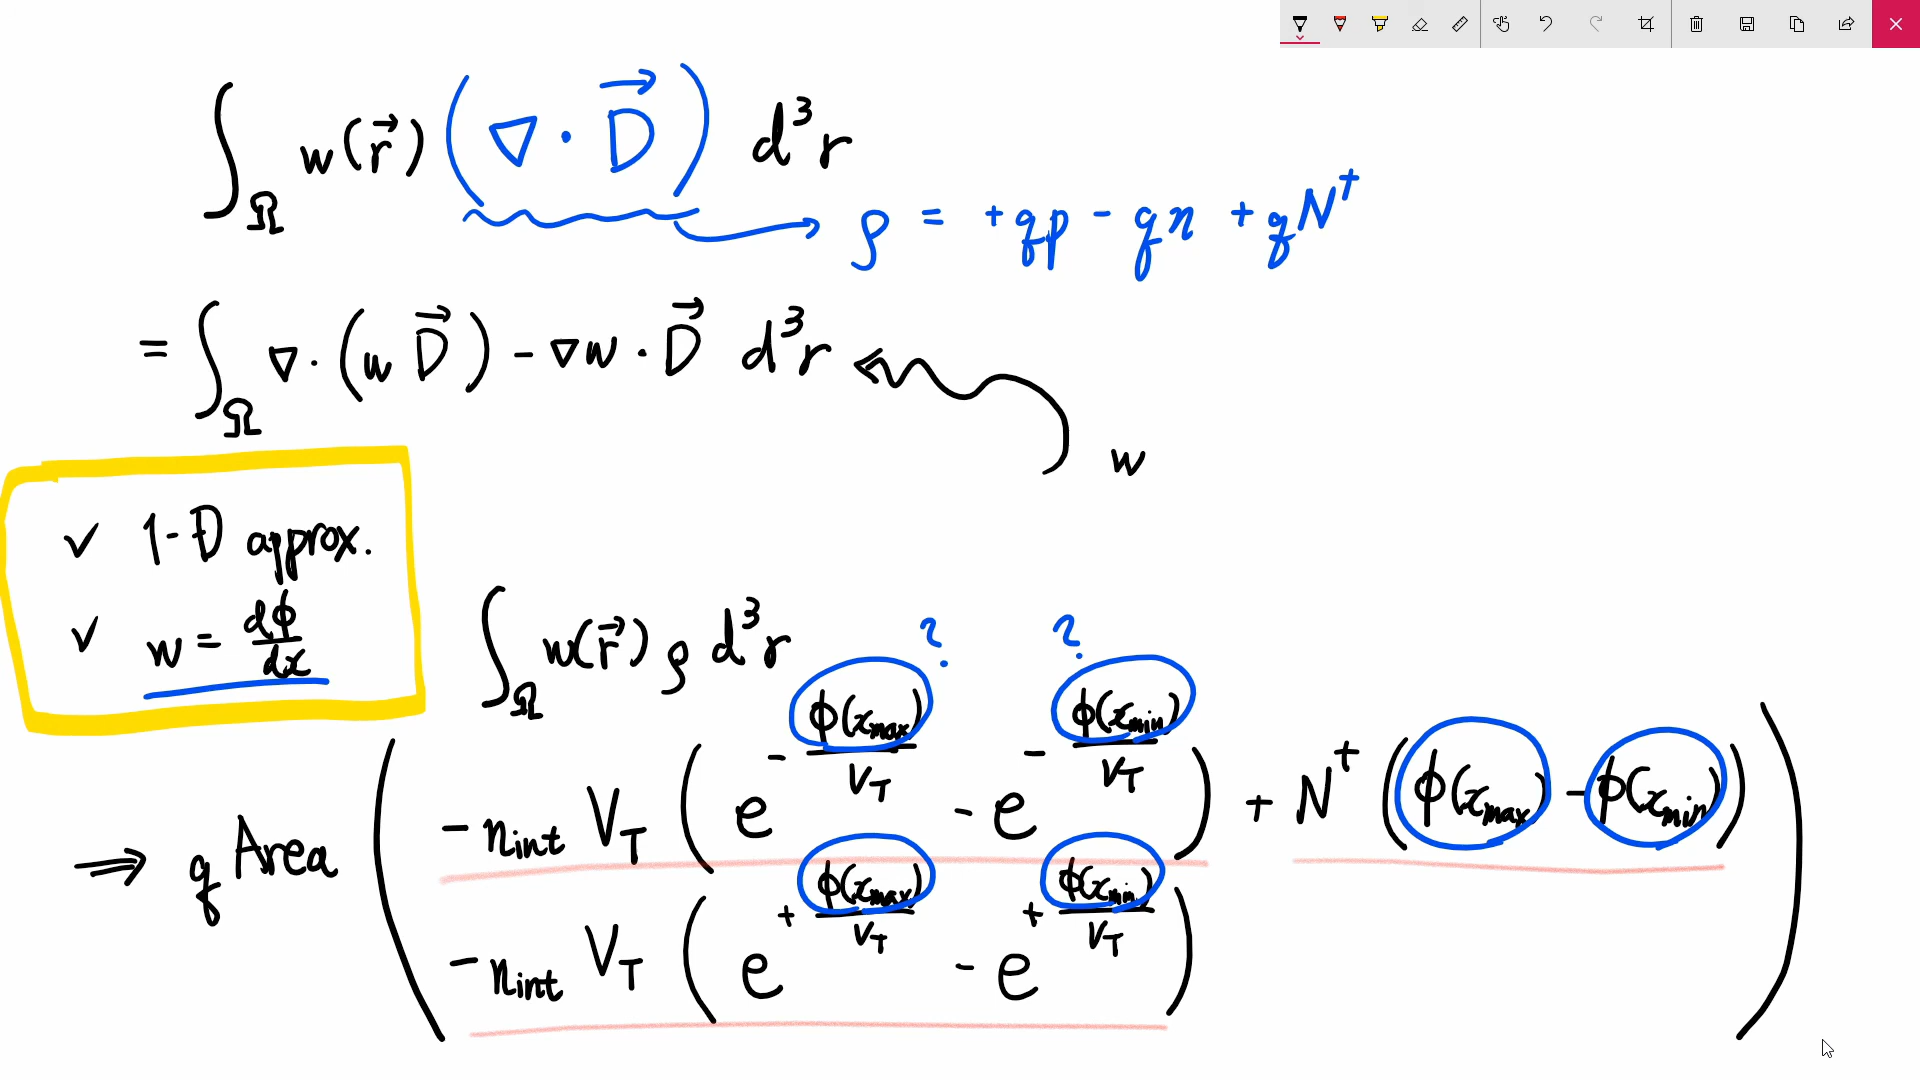 ∫_Ω w(r⃗) (∇ · D⃗) d³r
ρ = +qp − qn + qN⁺
= ∫_Ω ∇ · (w D⃗) − ∇w · D⃗ d³r
w
✓ 1-D approx.
✓ w = dϕ/dx
∫_Ω w(r⃗) ρ d³r
? ?
⇒ q Area ( −n_int V_T ( e^{−ϕ(x_max)/V_T} − e^{−ϕ(x_min)/V_T} ) + N⁺ (ϕ(x_max) − ϕ(x_min))
−n_int V_T ( e^{+ϕ(x_max)/V_T} − e^{+ϕ(x_min)/V_T} ) )